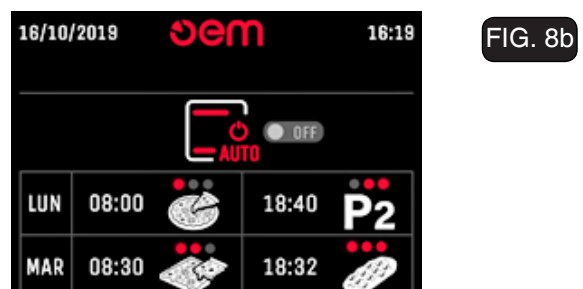 16/10/2019 oem 16:19
FIG. 8b
AUTO OFF
LUN 08:00 18:40 P2
MAR 08:30 18:32